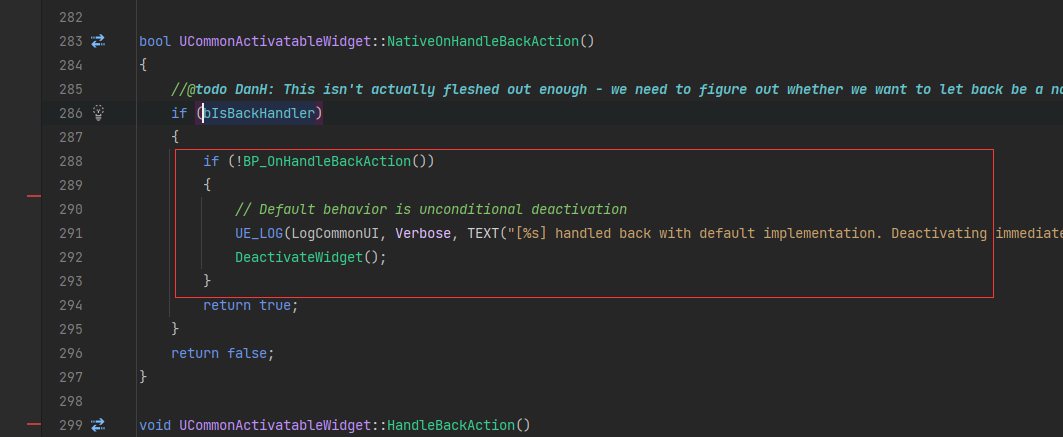 282
283 bool UCommonActivatableWidget::NativeOnHandleBackAction()
284 {
285 //@todo DanH: This isn't actually fleshed out enough - we need to figure out whether we want to let back be a no
286 if (bIsBackHandler)
287 {
288 if (!BP_OnHandleBackAction())
289 {
290 // Default behavior is unconditional deactivation
291 UE_LOG(LogCommonUI, Verbose, TEXT("[%s] handled back with default implementation. Deactivating immediate
292 DeactivateWidget();
293 }
294 return true;
295 }
296 return false;
297 }
298
299 void UCommonActivatableWidget::HandleBackAction()